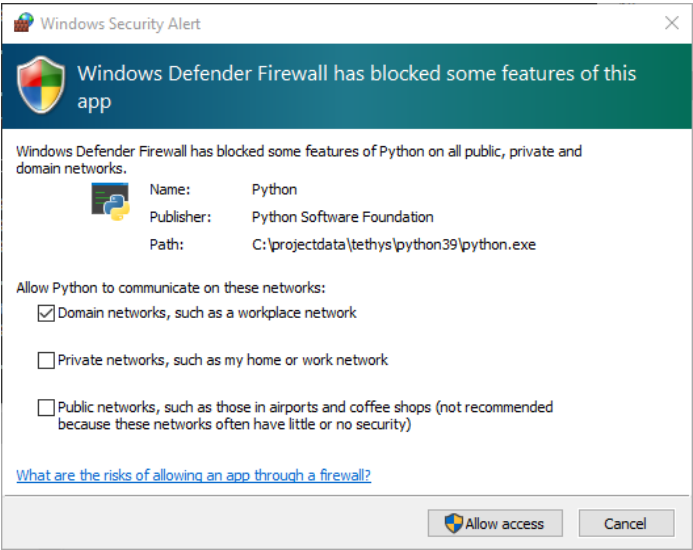 Windows Security Alert
Windows Defender Firewall has blocked some features of this
app
Windows Defender Firewall has blocked some features of Python on all public, private and
domain networks.
Name: Python
Publisher: Python Software Foundation
Path: C:\projectdata\tethys\python39\python.exe
Allow Python to communicate on these networks:
Domain networks, such as a workplace network
Private networks, such as my home or work network
Public networks, such as those in airports and coffee shops (not recommended
because these networks often have little or no security)
What are the risks of allowing an app through a firewall?
Allow access Cancel